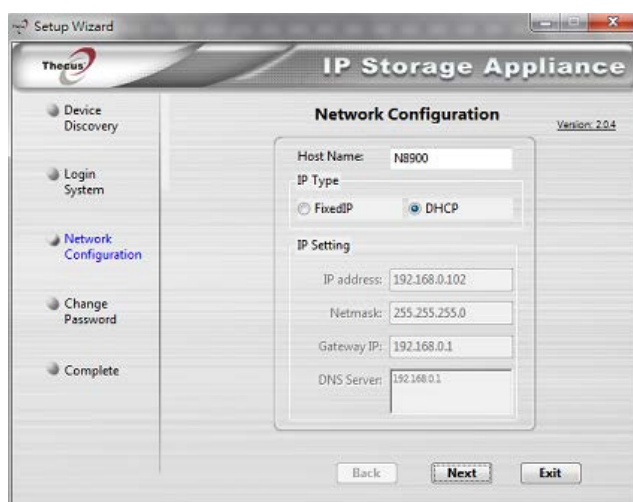 Setup Wizard
Thecus
IP Storage Appliance
Device
Discovery
Login
System
Network
Configuration
Change
Password
Complete
Network Configuration
Version: 2.0.4
Host Name: N8900
IP Type
FixedIP DHCP
IP Setting
IP address: 192.168.0.102
Netmask: 255.255.255.0
Gateway IP: 192.168.0.1
DNS Server: 192.168.0.1
Back Next Exit